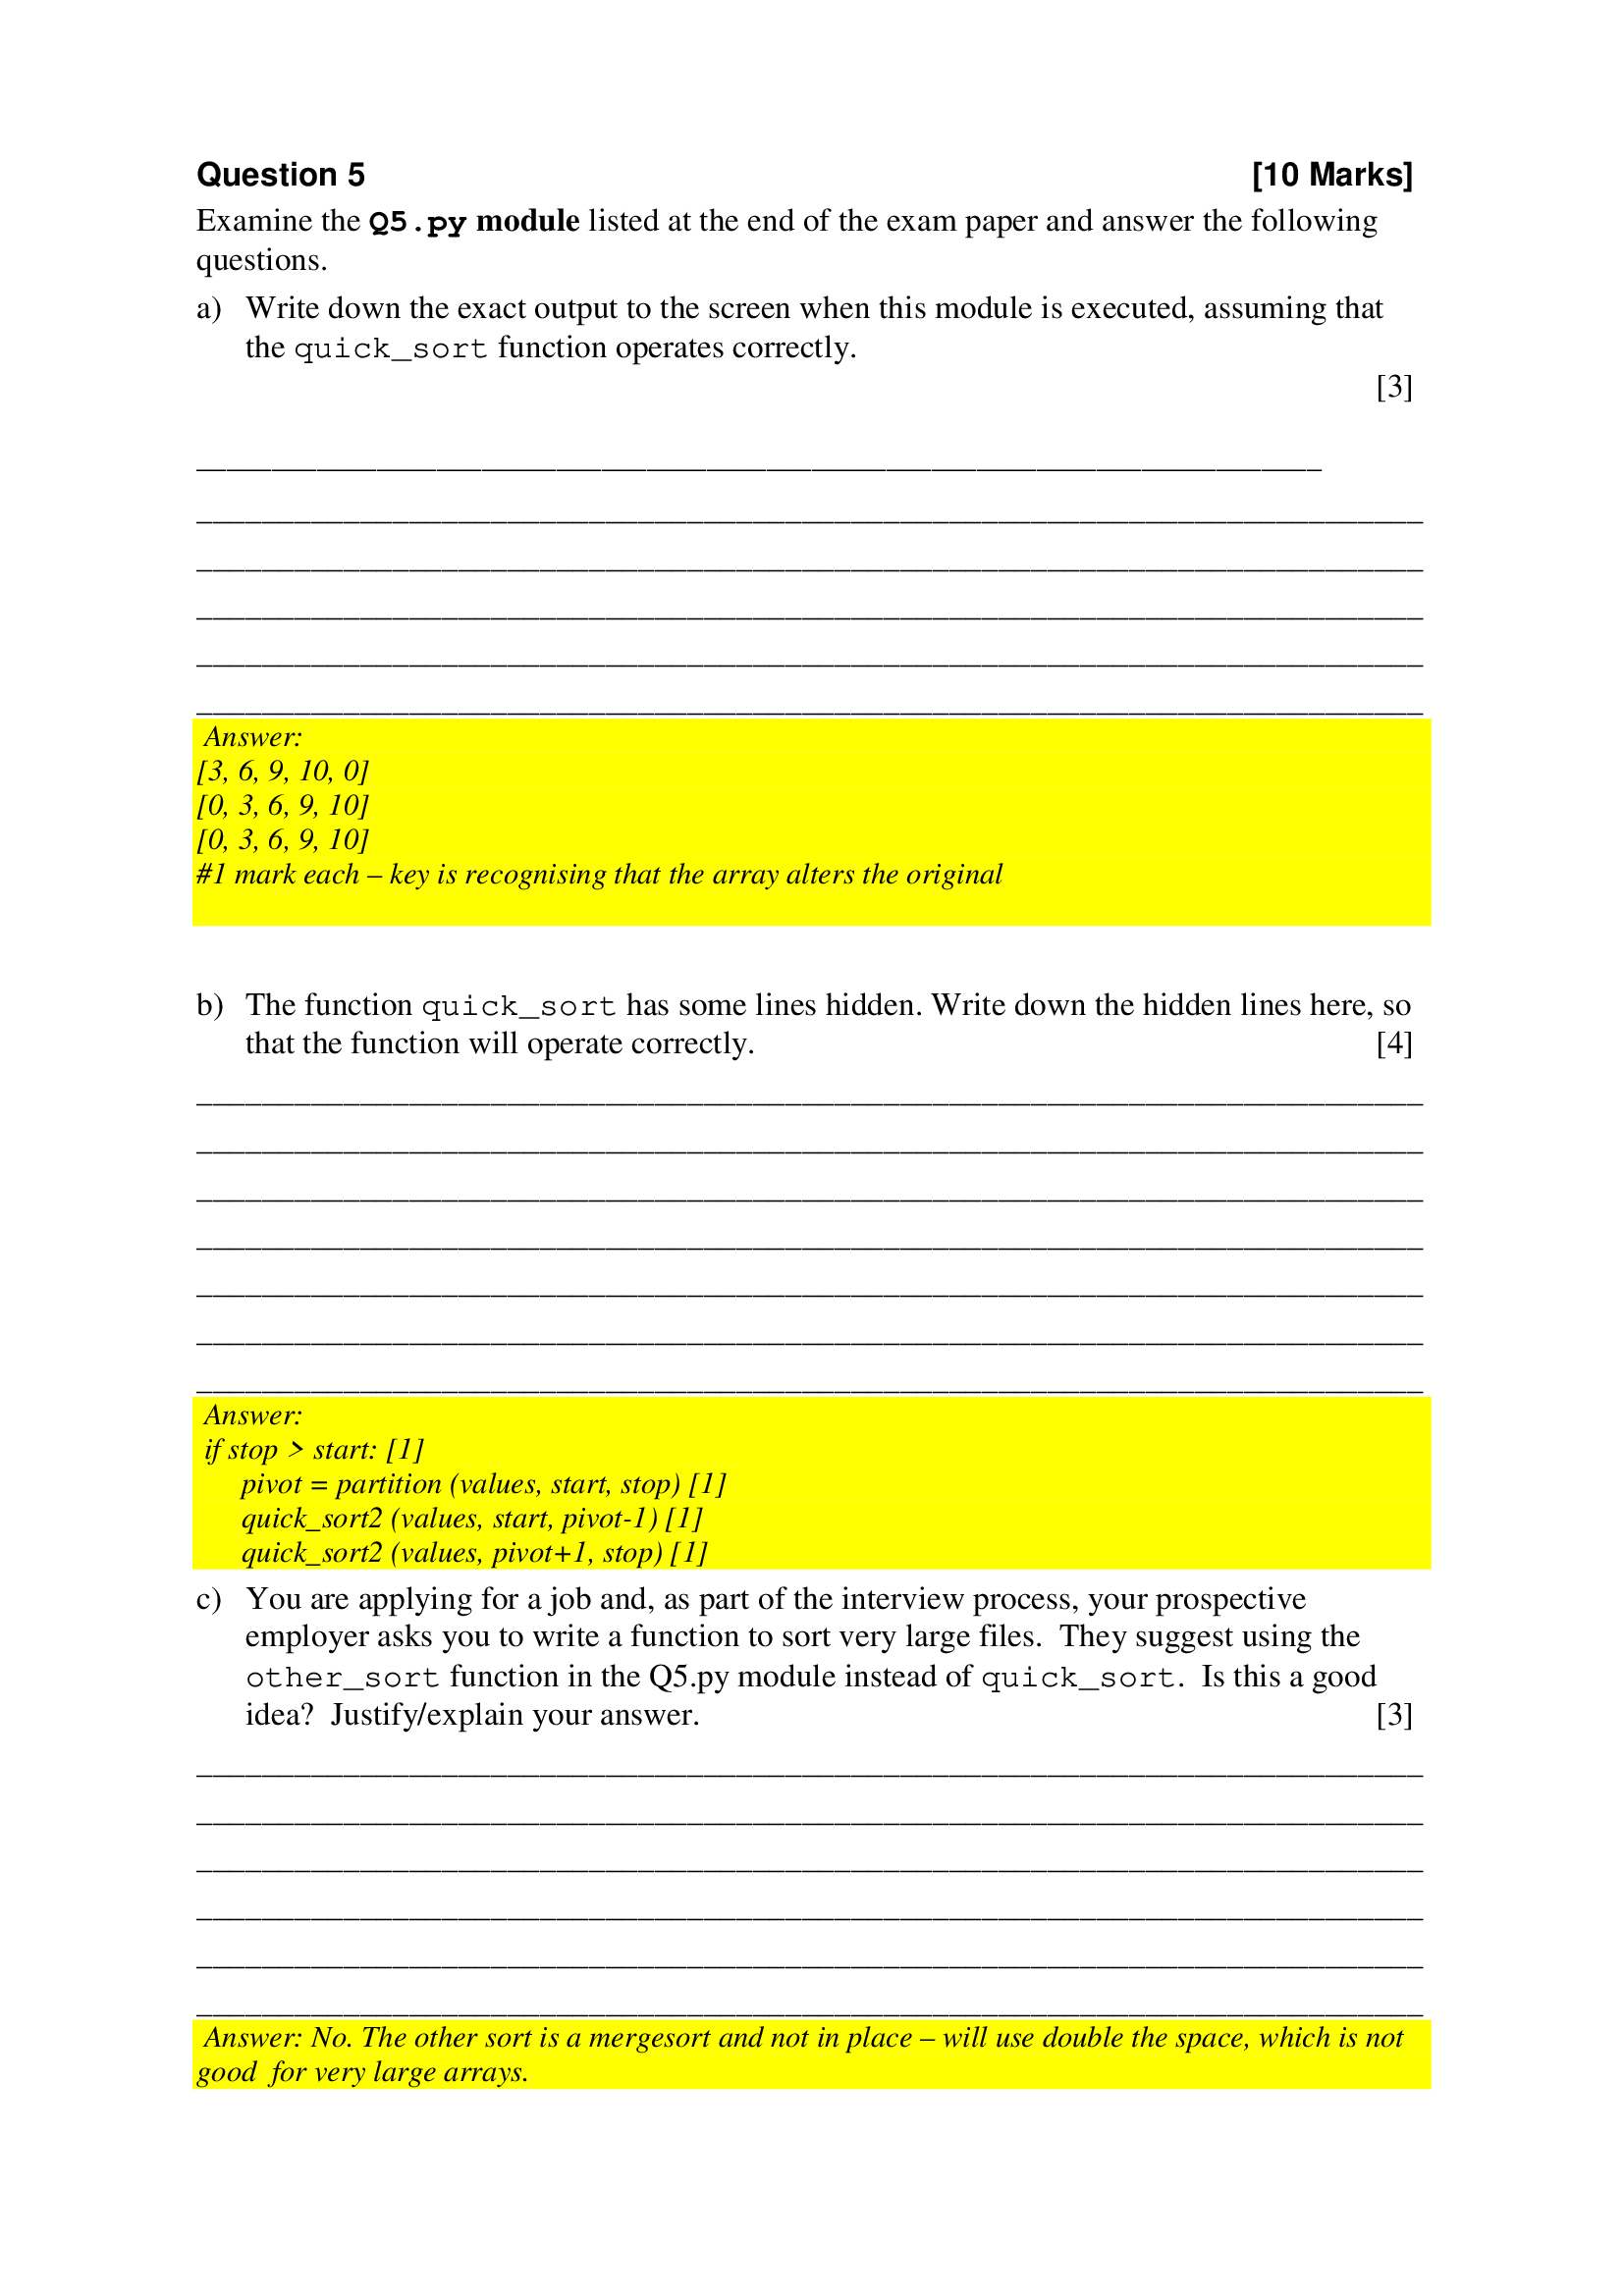 Question 5 [10 Marks]
Examine the Q5.py module listed at the end of the exam paper and answer the following
questions.
a) Write down the exact output to the screen when this module is executed, assuming that
the quick_sort function operates correctly.
[3]
Answer:
[3, 6, 9, 10, 0]
[0, 3, 6, 9, 10]
[0, 3, 6, 9, 10]
#1 mark each – key is recognising that the array alters the original
b) The function quick_sort has some lines hidden. Write down the hidden lines here, so
that the function will operate correctly. [4]
Answer:
if stop > start: [1]
pivot = partition (values, start, stop) [1]
quick_sort2 (values, start, pivot-1) [1]
quick_sort2 (values, pivot+1, stop) [1]
c) You are applying for a job and, as part of the interview process, your prospective
employer asks you to write a function to sort very large files. They suggest using the
other_sort function in the Q5.py module instead of quick_sort. Is this a good
idea? Justify/explain your answer. [3]
Answer: No. The other sort is a mergesort and not in place – will use double the space, which is not
good for very large arrays.